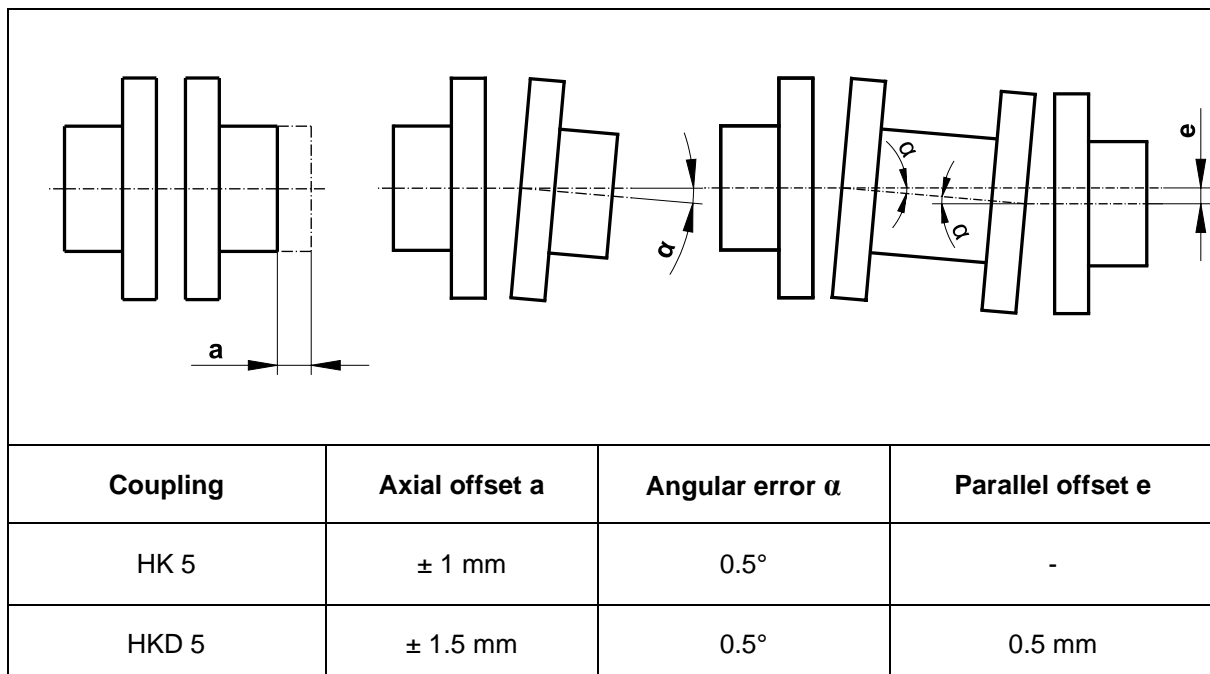 a
α
α
α
e
Coupling Axial offset a Angular error α Parallel offset e
HK 5 ± 1 mm 0.5° -
HKD 5 ± 1.5 mm 0.5° 0.5 mm